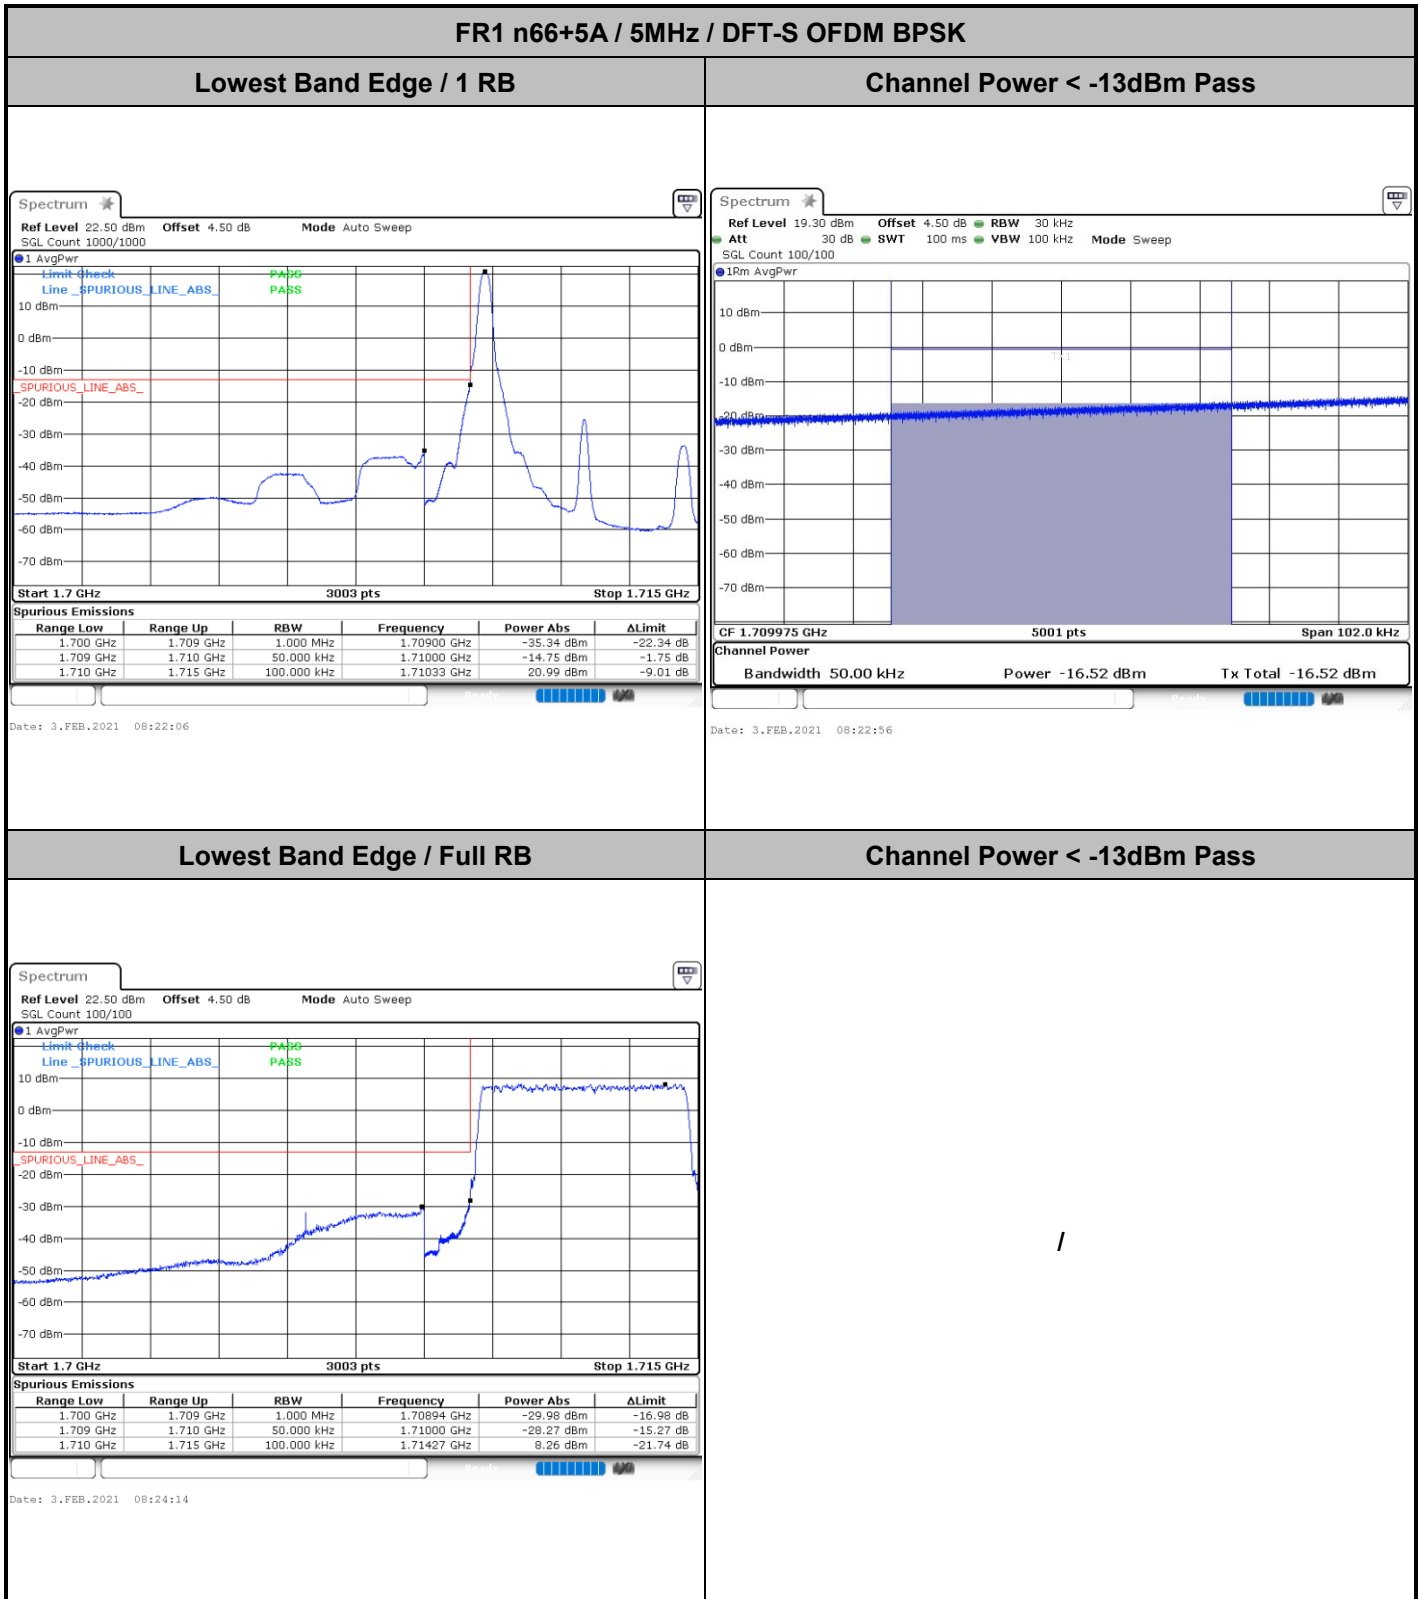 FR1 n66+5A / 5MHz / DFT-S OFDM BPSK
Lowest Band Edge / 1 RB
Channel Power < -13dBm Pass
Spectrum
Ref Level 22.50 dBm Offset 4.50 dB Mode Auto Sweep
SGL Count 1000/1000
1 AvgPwr
Limit Check PASS
Line _SPURIOUS_LINE_ABS_ PASS
10 dBm
0 dBm
-10 dBm
_SPURIOUS_LINE_ABS_
-20 dBm
-30 dBm
-40 dBm
-50 dBm
-60 dBm
-70 dBm
Start 1.7 GHz 3003 pts Stop 1.715 GHz
Spurious Emissions
Range Low Range Up RBW Frequency Power Abs ΔLimit
1.700 GHz 1.709 GHz 1.000 MHz 1.70900 GHz -35.34 dBm -22.34 dB
1.709 GHz 1.710 GHz 50.000 kHz 1.71000 GHz -14.75 dBm -1.75 dB
1.710 GHz 1.715 GHz 100.000 kHz 1.71033 GHz 20.99 dBm -9.01 dB
Ready
Date: 3.FEB.2021 08:22:06
Spectrum
Ref Level 19.30 dBm Offset 4.50 dB RBW 30 kHz
Att 30 dB SWT 100 ms VBW 100 kHz Mode Sweep
SGL Count 100/100
1Rm AvgPwr
10 dBm
0 dBm
TX1
-10 dBm
-20 dBm
-30 dBm
-40 dBm
-50 dBm
-60 dBm
-70 dBm
CF 1.709975 GHz 5001 pts Span 102.0 kHz
Channel Power
Bandwidth 50.00 kHz Power -16.52 dBm Tx Total -16.52 dBm
Ready
Date: 3.FEB.2021 08:22:56
Lowest Band Edge / Full RB
Channel Power < -13dBm Pass
Spectrum
Ref Level 22.50 dBm Offset 4.50 dB Mode Auto Sweep
SGL Count 100/100
1 AvgPwr
Limit Check PASS
Line _SPURIOUS_LINE_ABS_ PASS
10 dBm
0 dBm
-10 dBm
_SPURIOUS_LINE_ABS_
-20 dBm
-30 dBm
-40 dBm
-50 dBm
-60 dBm
-70 dBm
Start 1.7 GHz 3003 pts Stop 1.715 GHz
Spurious Emissions
Range Low Range Up RBW Frequency Power Abs ΔLimit
1.700 GHz 1.709 GHz 1.000 MHz 1.70894 GHz -29.98 dBm -16.98 dB
1.709 GHz 1.710 GHz 50.000 kHz 1.71000 GHz -28.27 dBm -15.27 dB
1.710 GHz 1.715 GHz 100.000 kHz 1.71427 GHz 8.26 dBm -21.74 dB
Ready
Date: 3.FEB.2021 08:24:14
/